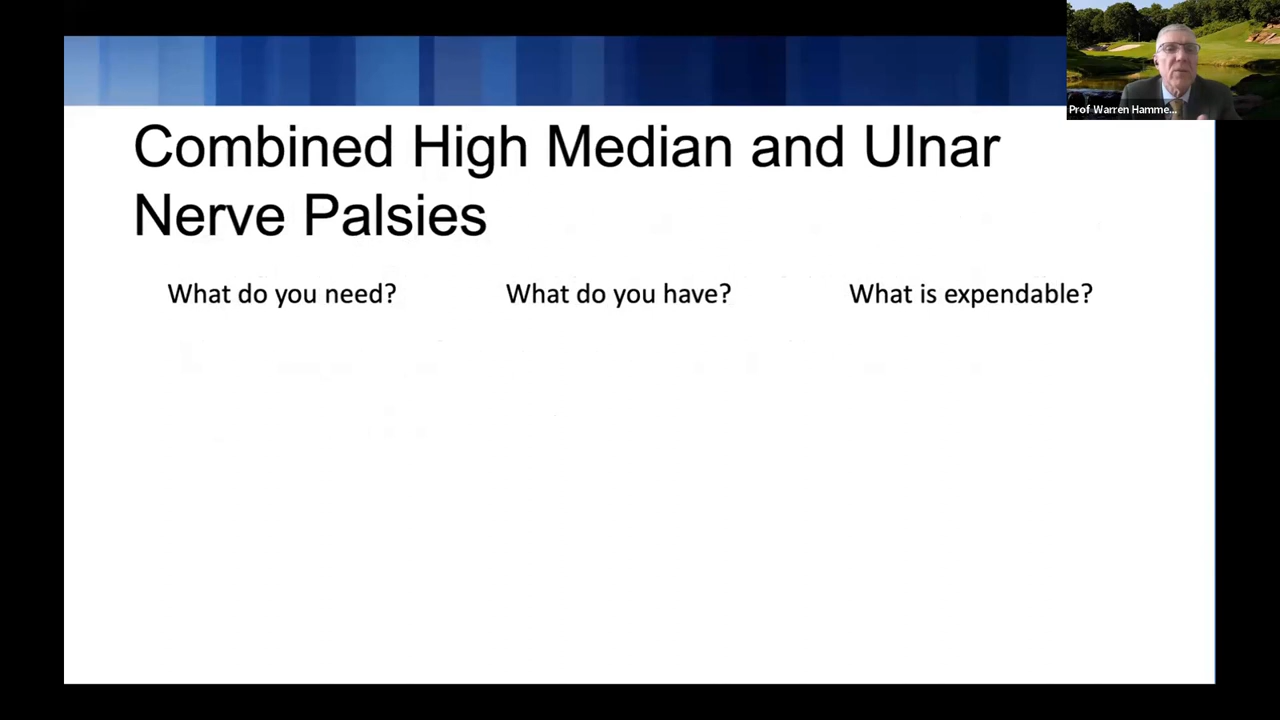 Prof Warren Hamme...
Combined High Median and Ulnar
Nerve Palsies
What do you need?
What do you have?
What is expendable?